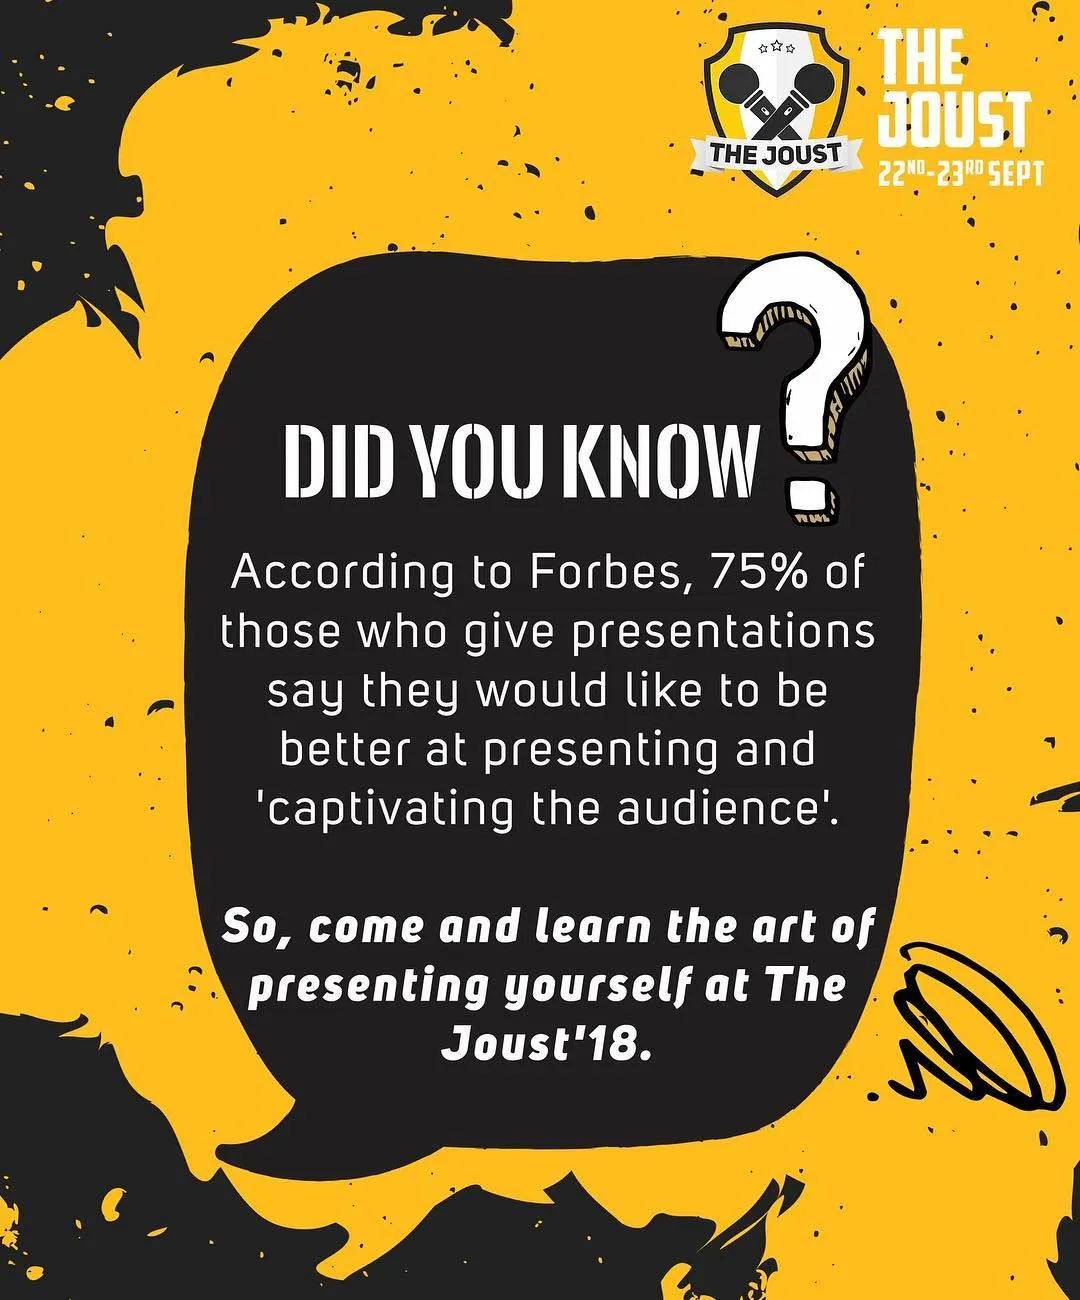 THE JOUST
THE
JOUST
22ND-23RD SEPT
DID YOU KNOW?
According to Forbes, 75% of
those who give presentations
say they would like to be
better at presenting and
'captivating the audience'.
So, come and learn the art of
presenting yourself at The
Joust'18.